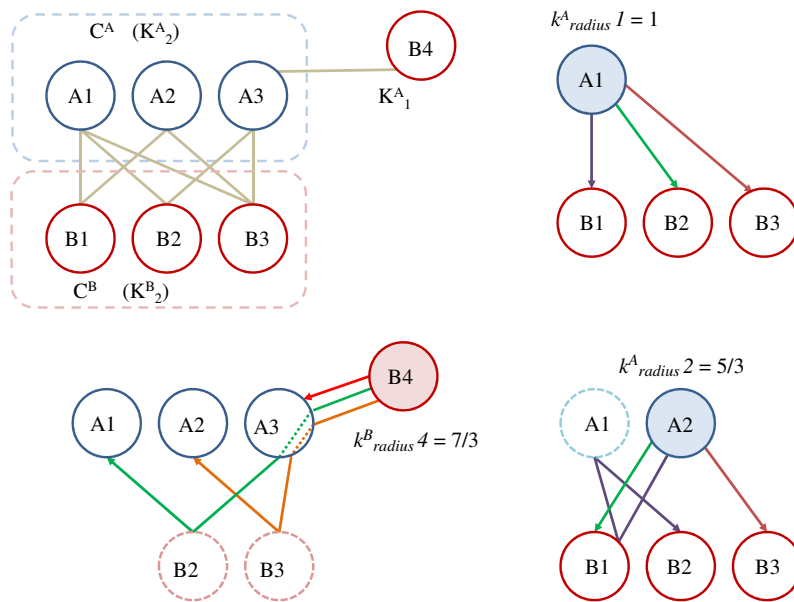 C^A (K^A_2)
B4
A1 A2 A3
K^A_1
B1 B2 B3
C^B (K^B_2)
k^A_radius 1 = 1
A1
B1 B2 B3
B4
A1 A2 A3
k^B_radius 4 = 7/3
B2 B3
k^A_radius 2 = 5/3
A1 A2
B1 B2 B3